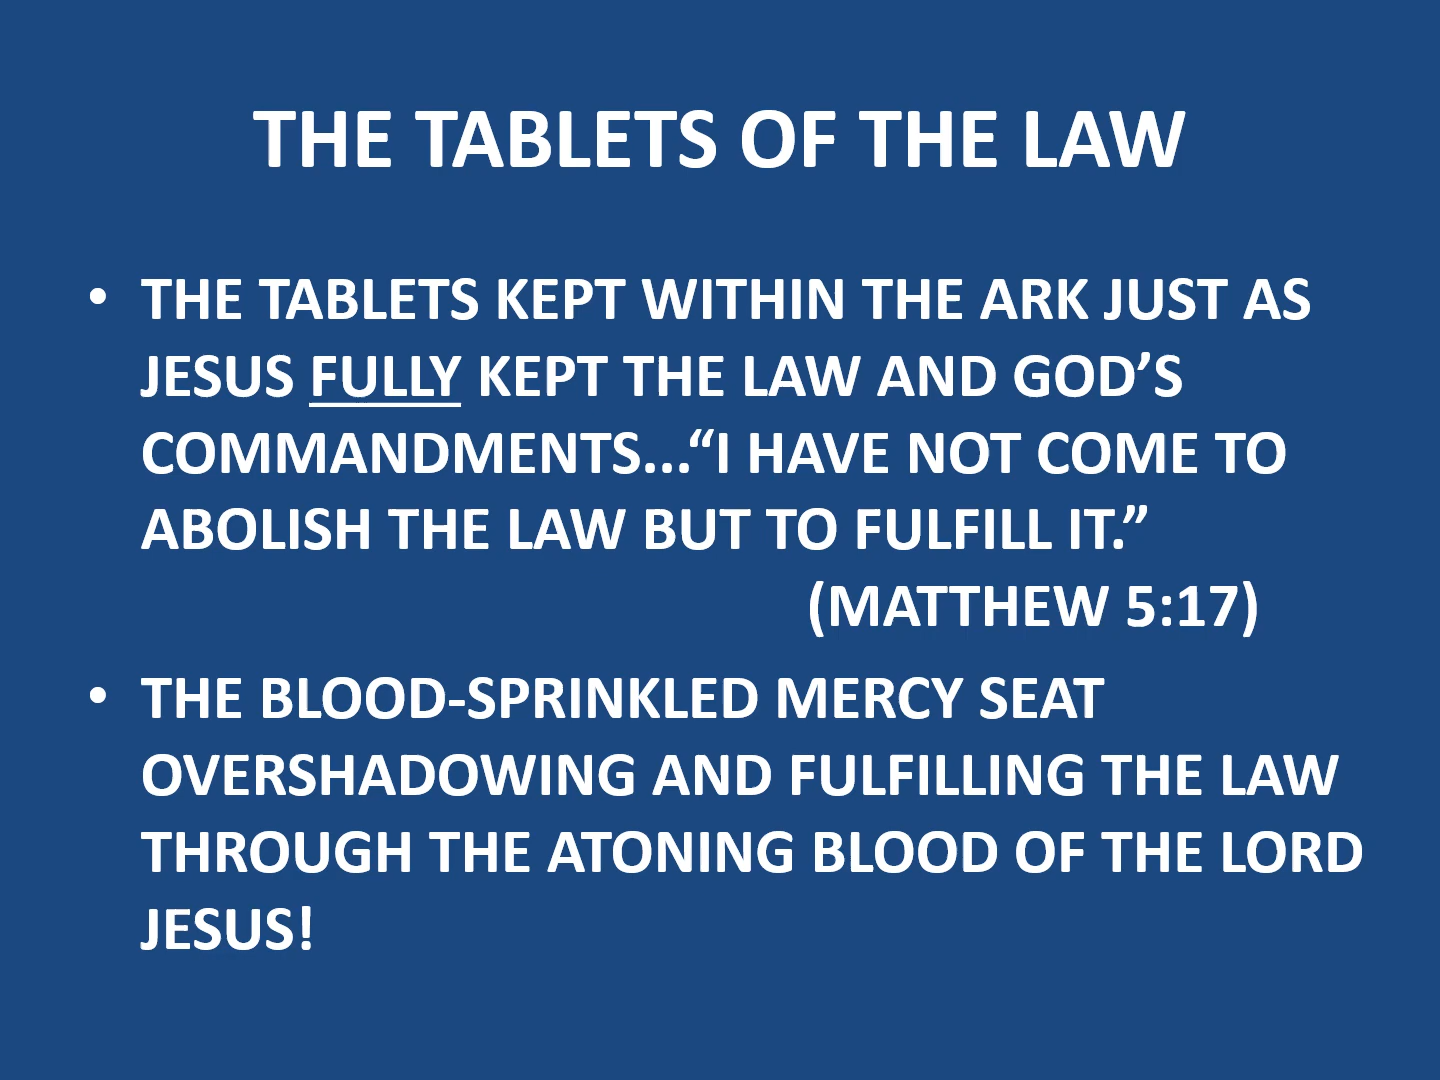 THE TABLETS OF THE LAW
• THE TABLETS KEPT WITHIN THE ARK JUST AS
JESUS FULLY KEPT THE LAW AND GOD’S
COMMANDMENTS...“I HAVE NOT COME TO
ABOLISH THE LAW BUT TO FULFILL IT.”
(MATTHEW 5:17)
• THE BLOOD-SPRINKLED MERCY SEAT
OVERSHADOWING AND FULFILLING THE LAW
THROUGH THE ATONING BLOOD OF THE LORD
JESUS!